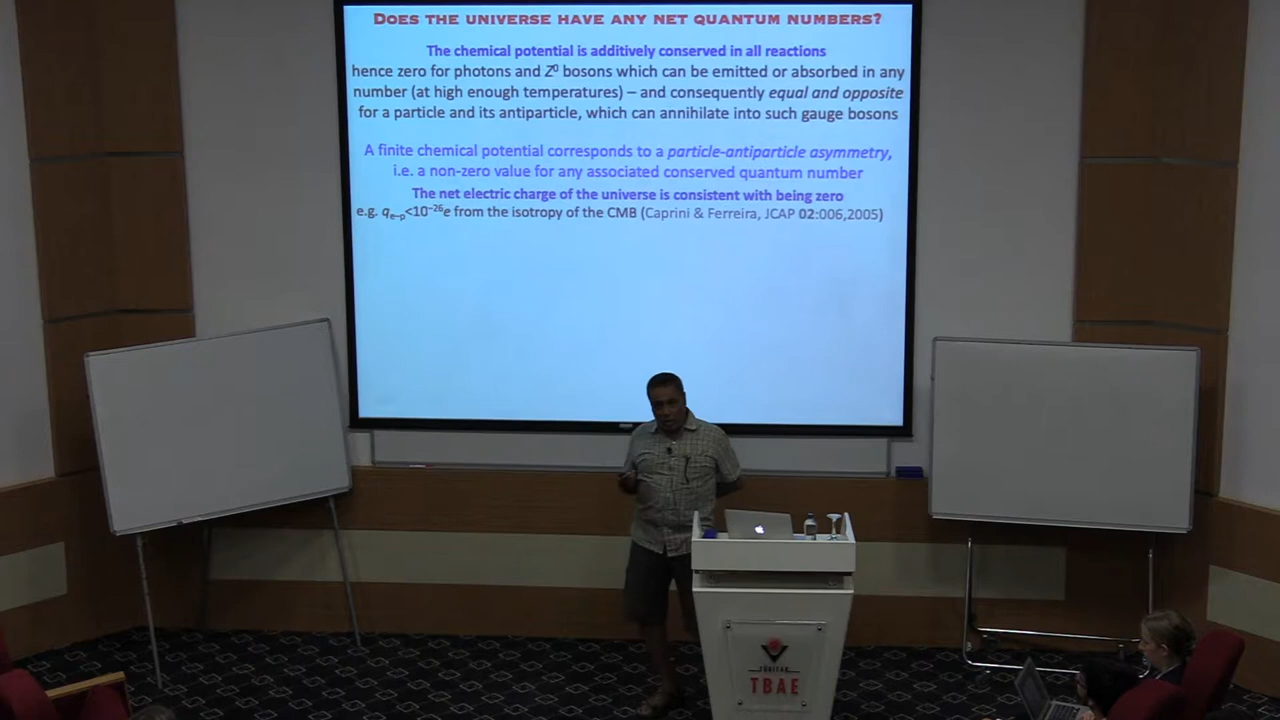 DOES THE UNIVERSE HAVE ANY NET QUANTUM NUMBERS?
The chemical potential is additively conserved in all reactions
hence zero for photons and Z⁰ bosons which can be emitted or absorbed in any
number (at high enough temperatures) – and consequently equal and opposite
for a particle and its antiparticle, which can annihilate into such gauge bosons
A finite chemical potential corresponds to a particle-antiparticle asymmetry,
i.e. a non-zero value for any associated conserved quantum number
The net electric charge of the universe is consistent with being zero
e.g. qₑ₋ₚ<10⁻²⁶e from the isotropy of the CMB (Caprini & Ferreira, JCAP 02:006,2005)
TÜBİTAK
TBAE